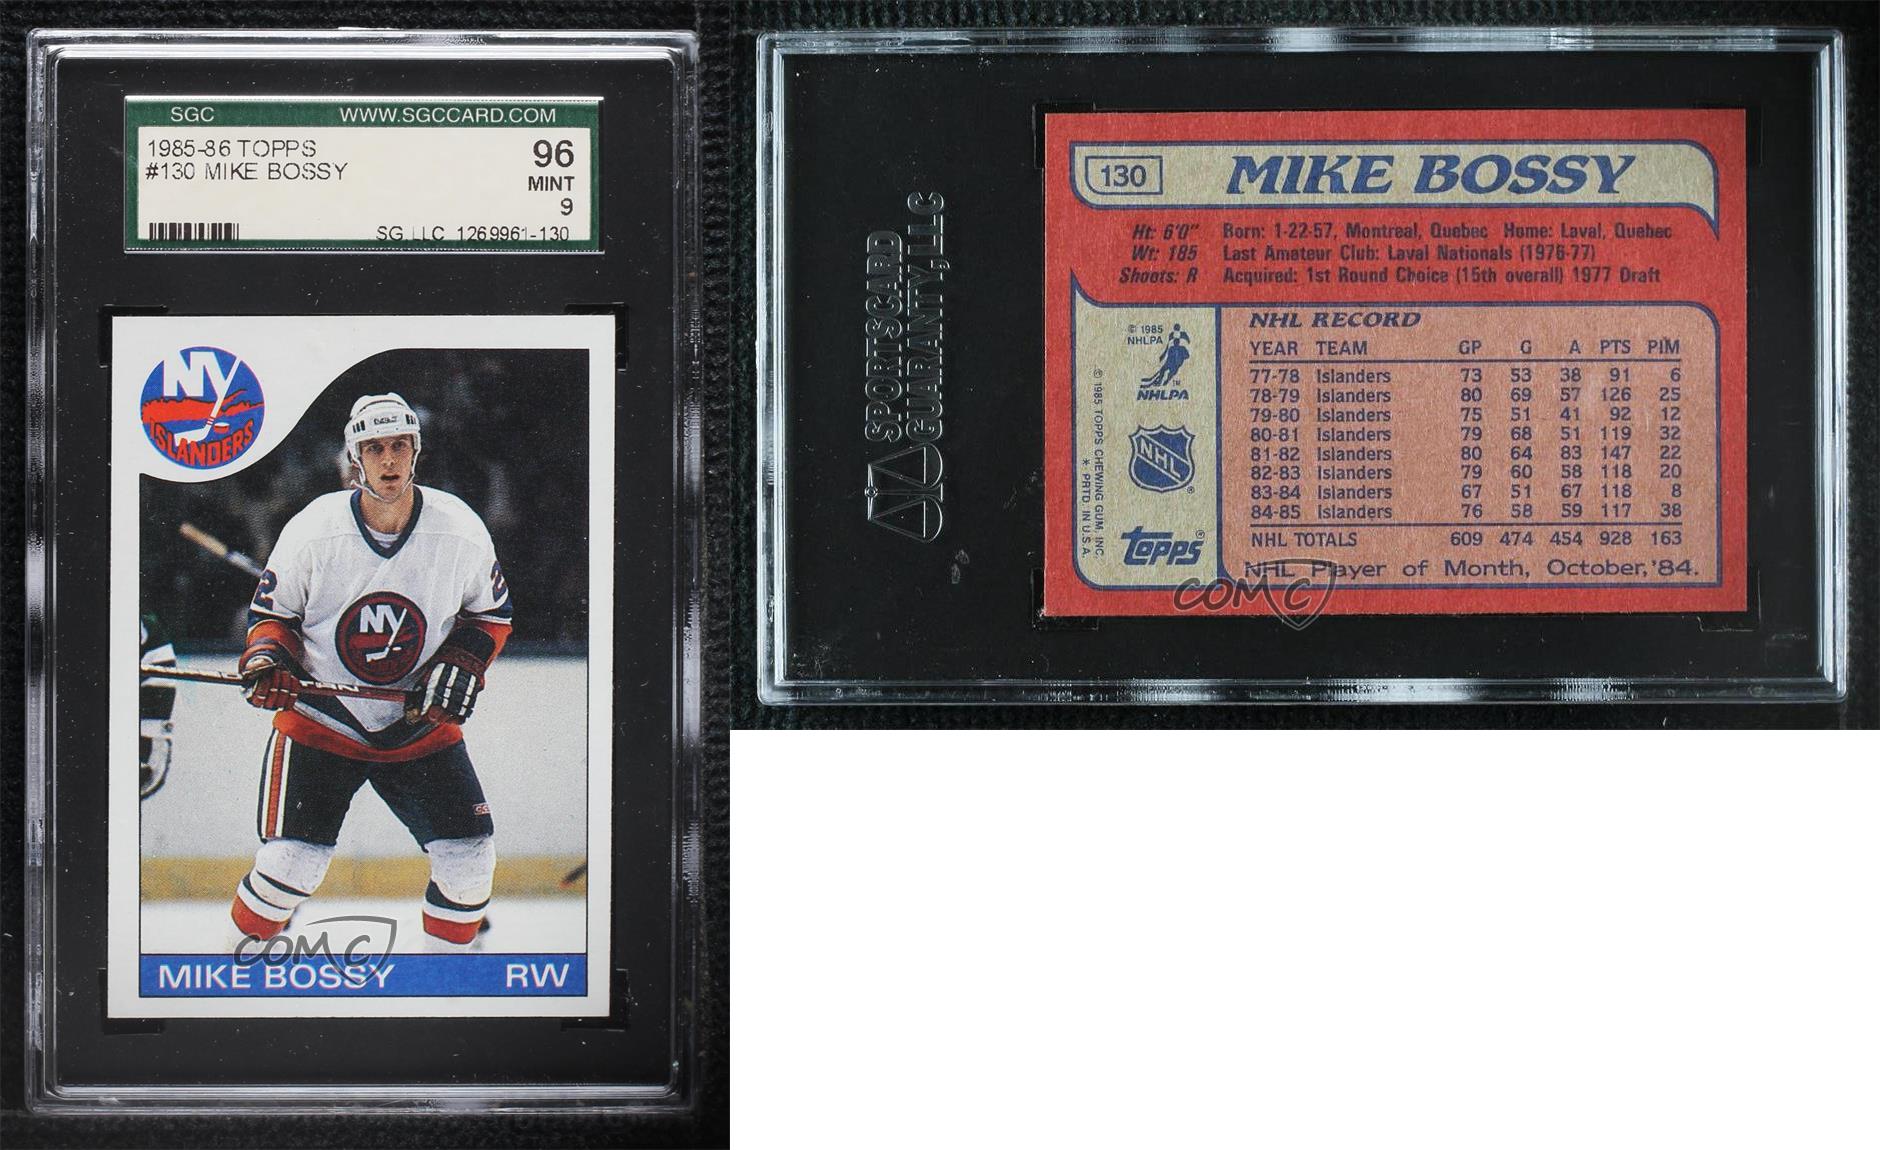 SGC WWW.SGCCARD.COM
1985-86 TOPPS 96
#130 MIKE BOSSY MINT
9
SG,LLC 1269961-130
NY
ISLANDERS
2 2
NY
MIKE BOSSY RW
COMC
SPORTSCARD
GUARANTY,LLC
130 MIKE BOSSY
Ht: 6'0" Born: 1-22-57, Montreal, Quebec Home: Laval, Quebec
Wt: 185 Last Amateur Club: Laval Nationals (1976-77)
Shoots: R Acquired: 1st Round Choice (15th overall) 1977 Draft
© 1985
NHLPA
TM
NHLPA
NHL ®
topps®
© 1985 TOPPS CHEWING GUM, INC.
* PRTD IN U.S.A.
NHL RECORD
YEAR TEAM GP G A PTS PIM
77-78 Islanders 73 53 38 91 6
78-79 Islanders 80 69 57 126 25
79-80 Islanders 75 51 41 92 12
80-81 Islanders 79 68 51 119 32
81-82 Islanders 80 64 83 147 22
82-83 Islanders 79 60 58 118 20
83-84 Islanders 67 51 67 118 8
84-85 Islanders 76 58 59 117 38
NHL TOTALS 609 474 454 928 163
NHL Player of Month, October,'84.
COMC